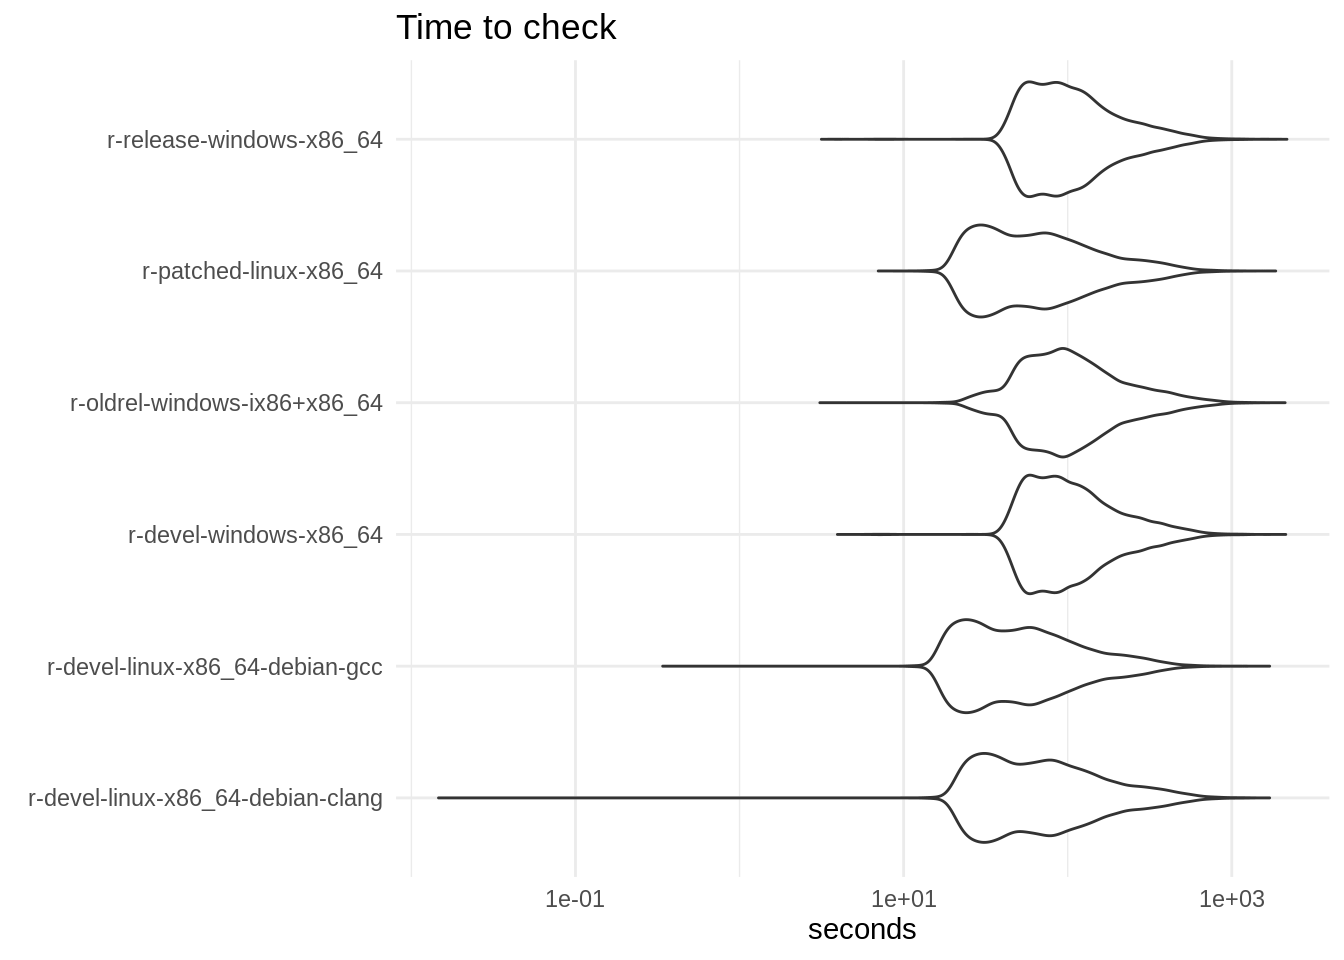 Time to check
r-release-windows-x86_64
r-patched-linux-x86_64
r-oldrel-windows-ix86+x86_64
r-devel-windows-x86_64
r-devel-linux-x86_64-debian-gcc
r-devel-linux-x86_64-debian-clang
1e-01 1e+01 1e+03
seconds